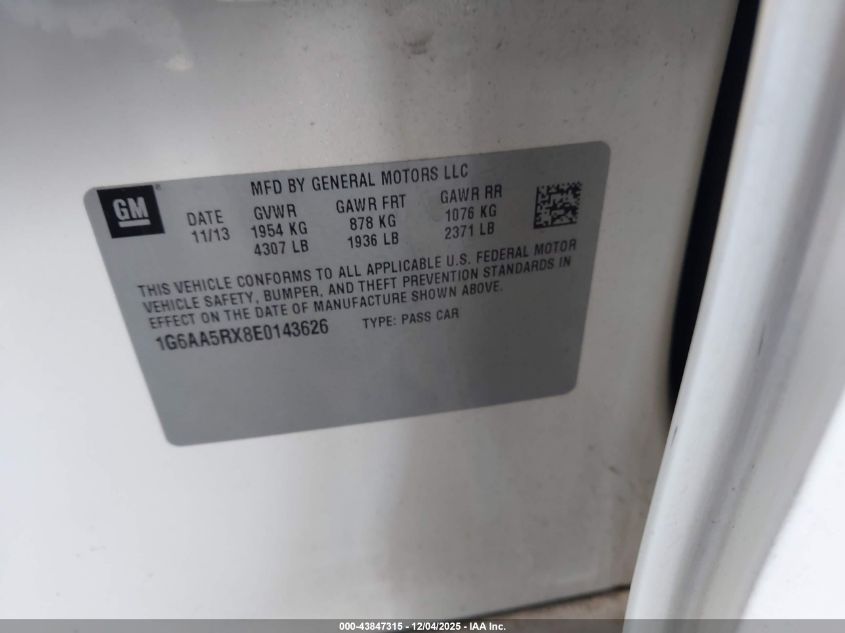 MFD BY GENERAL MOTORS LLC
GM
DATE GVWR GAWR FRT GAWR RR
11/13 1954 KG 878 KG 1076 KG
4307 LB 1936 LB 2371 LB
THIS VEHICLE CONFORMS TO ALL APPLICABLE U.S. FEDERAL MOTOR
VEHICLE SAFETY, BUMPER, AND THEFT PREVENTION STANDARDS IN
EFFECT ON THE DATE OF MANUFACTURE SHOWN ABOVE.
1G6AA5RX8E0143626 TYPE: PASS CAR
000-43847315 - 12/04/2025 - IAA Inc.